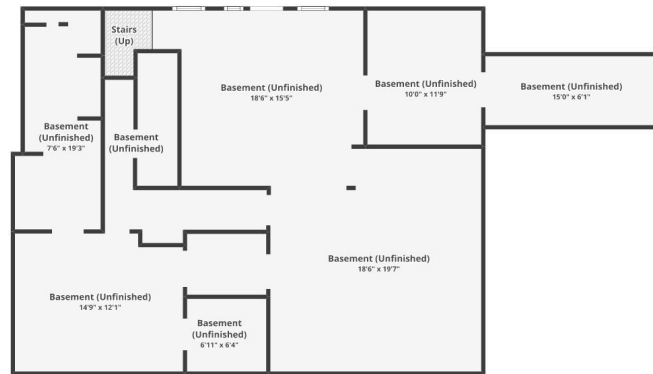 Stairs
(Up)
Basement (Unfinished)
18'6" x 15'5"
Basement (Unfinished)
10'0" x 11'9"
Basement (Unfinished)
15'0" x 6'1"
Basement
(Unfinished)
7'6" x 19'3"
Basement
(Unfinished)
Basement (Unfinished)
18'6" x 19'7"
Basement (Unfinished)
14'9" x 12'1"
Basement
(Unfinished)
6'11" x 6'4"